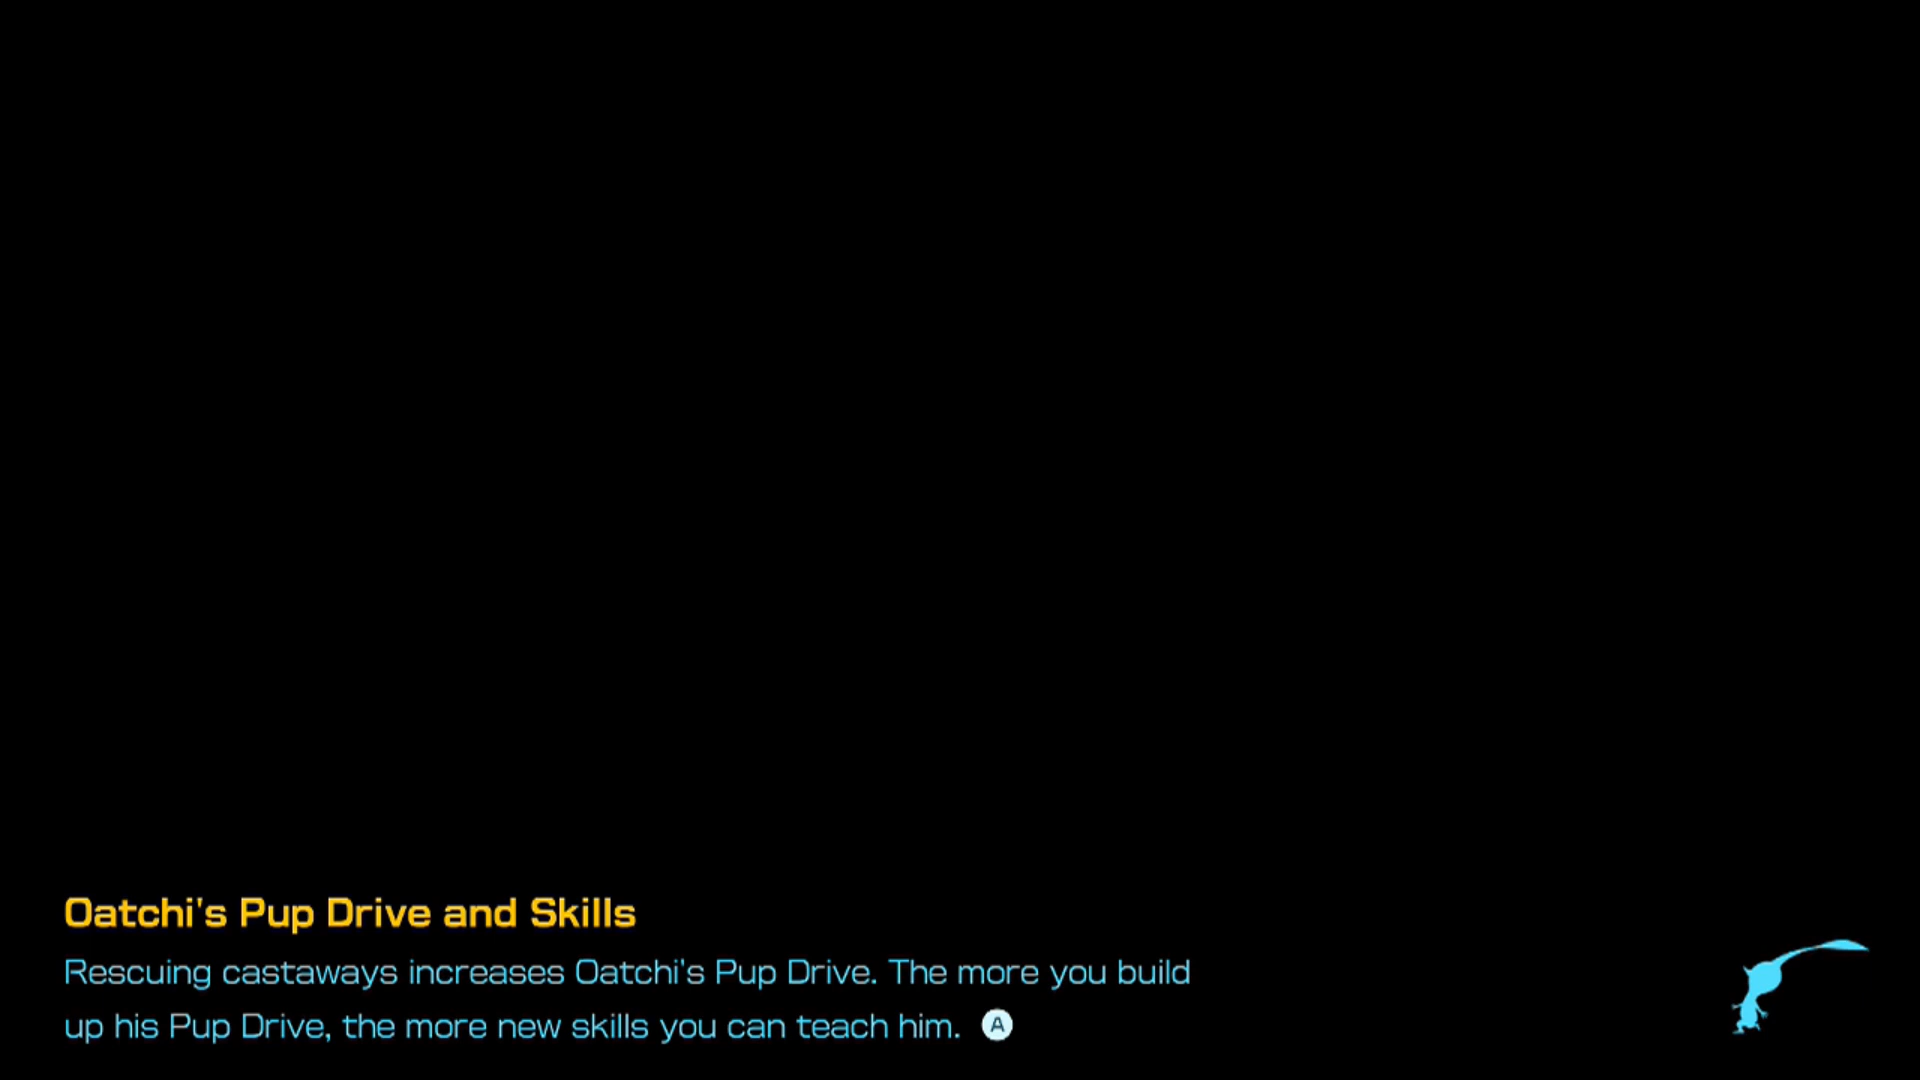 Oatchi's Pup Drive and Skills
Rescuing castaways increases Oatchi's Pup Drive. The more you build
up his Pup Drive, the more new skills you can teach him. A